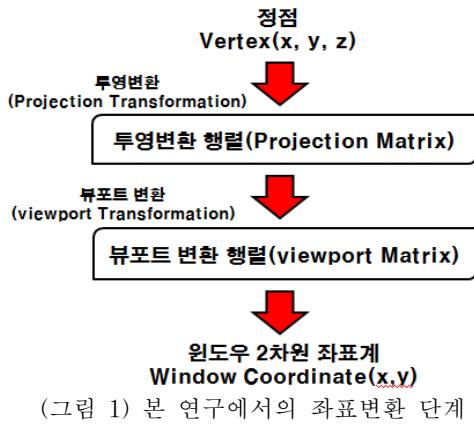 정점
Vertex(x, y, z)
투영변환
(Projection Transformation)
투영변환 행렬(Projection Matrix)
뷰포트 변환
(viewport Transformation)
뷰포트 변환 행렬(viewport Matrix)
윈도우 2차원 좌표계
Window Coordinate(x,y)
(그림 1) 본 연구에서의 좌표변환 단계